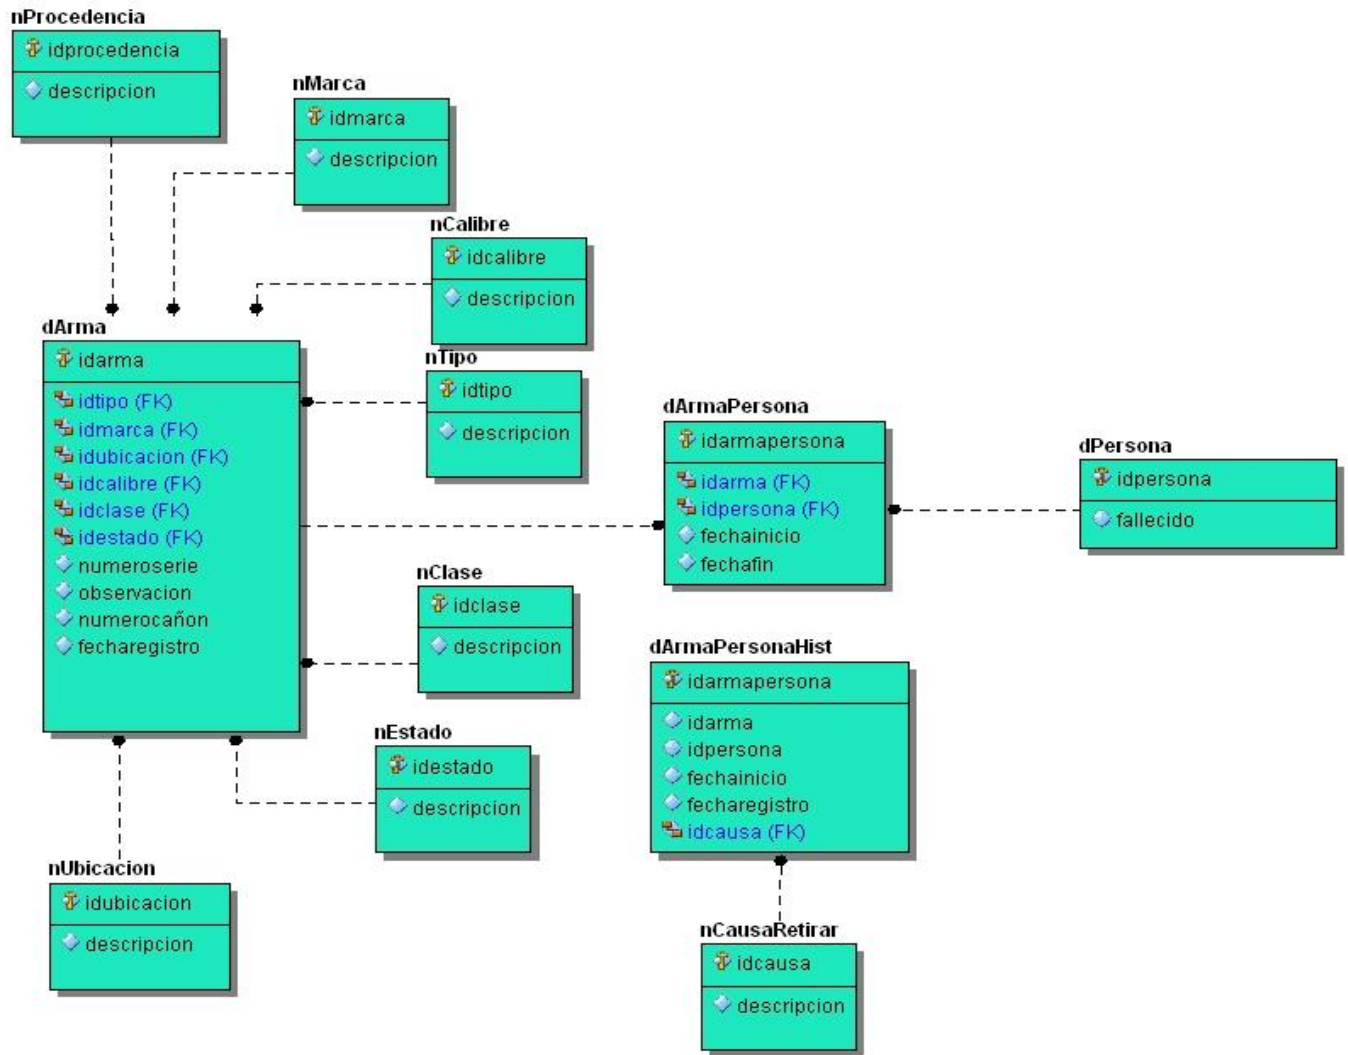 nProcedencia
idprocedencia
descripcion
nMarca
idmarca
descripcion
nCalibre
idcalibre
descripcion
dArma
idarma
idtipo (FK)
idmarca (FK)
idubicacion (FK)
idcalibre (FK)
idclase (FK)
idestado (FK)
numeroserie
observacion
numerocañon
fecharegistro
nTipo
idtipo
descripcion
dArmaPersona
idarmapersona
idarma (FK)
idpersona (FK)
fechainicio
fechafin
dPersona
idpersona
fallecido
nClase
idclase
descripcion
dArmaPersonaHist
idarmapersona
idarma
idpersona
fechainicio
fecharegistro
idcausa (FK)
nEstado
idestado
descripcion
nUbicacion
idubicacion
descripcion
nCausaRetirar
idcausa
descripcion